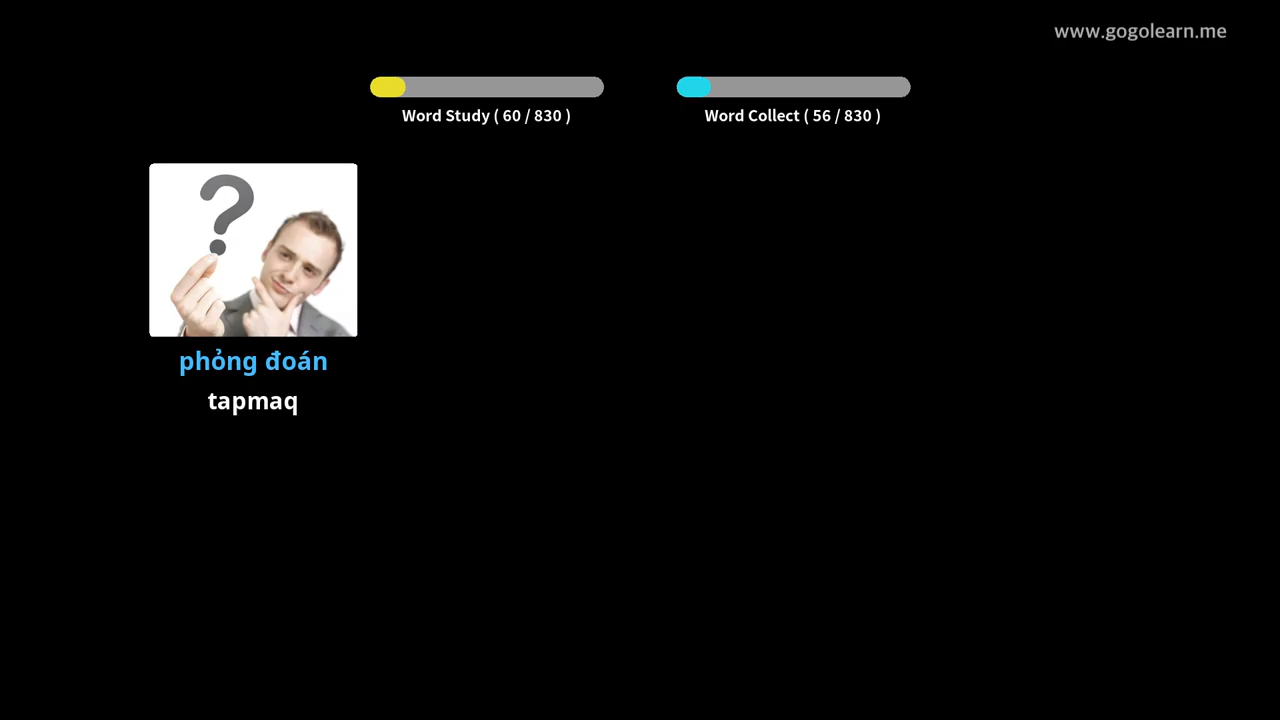 www.gogolearn.me
Word Study ( 60 / 830 )
Word Collect ( 56 / 830 )
?
phỏng đoán
tapmaq